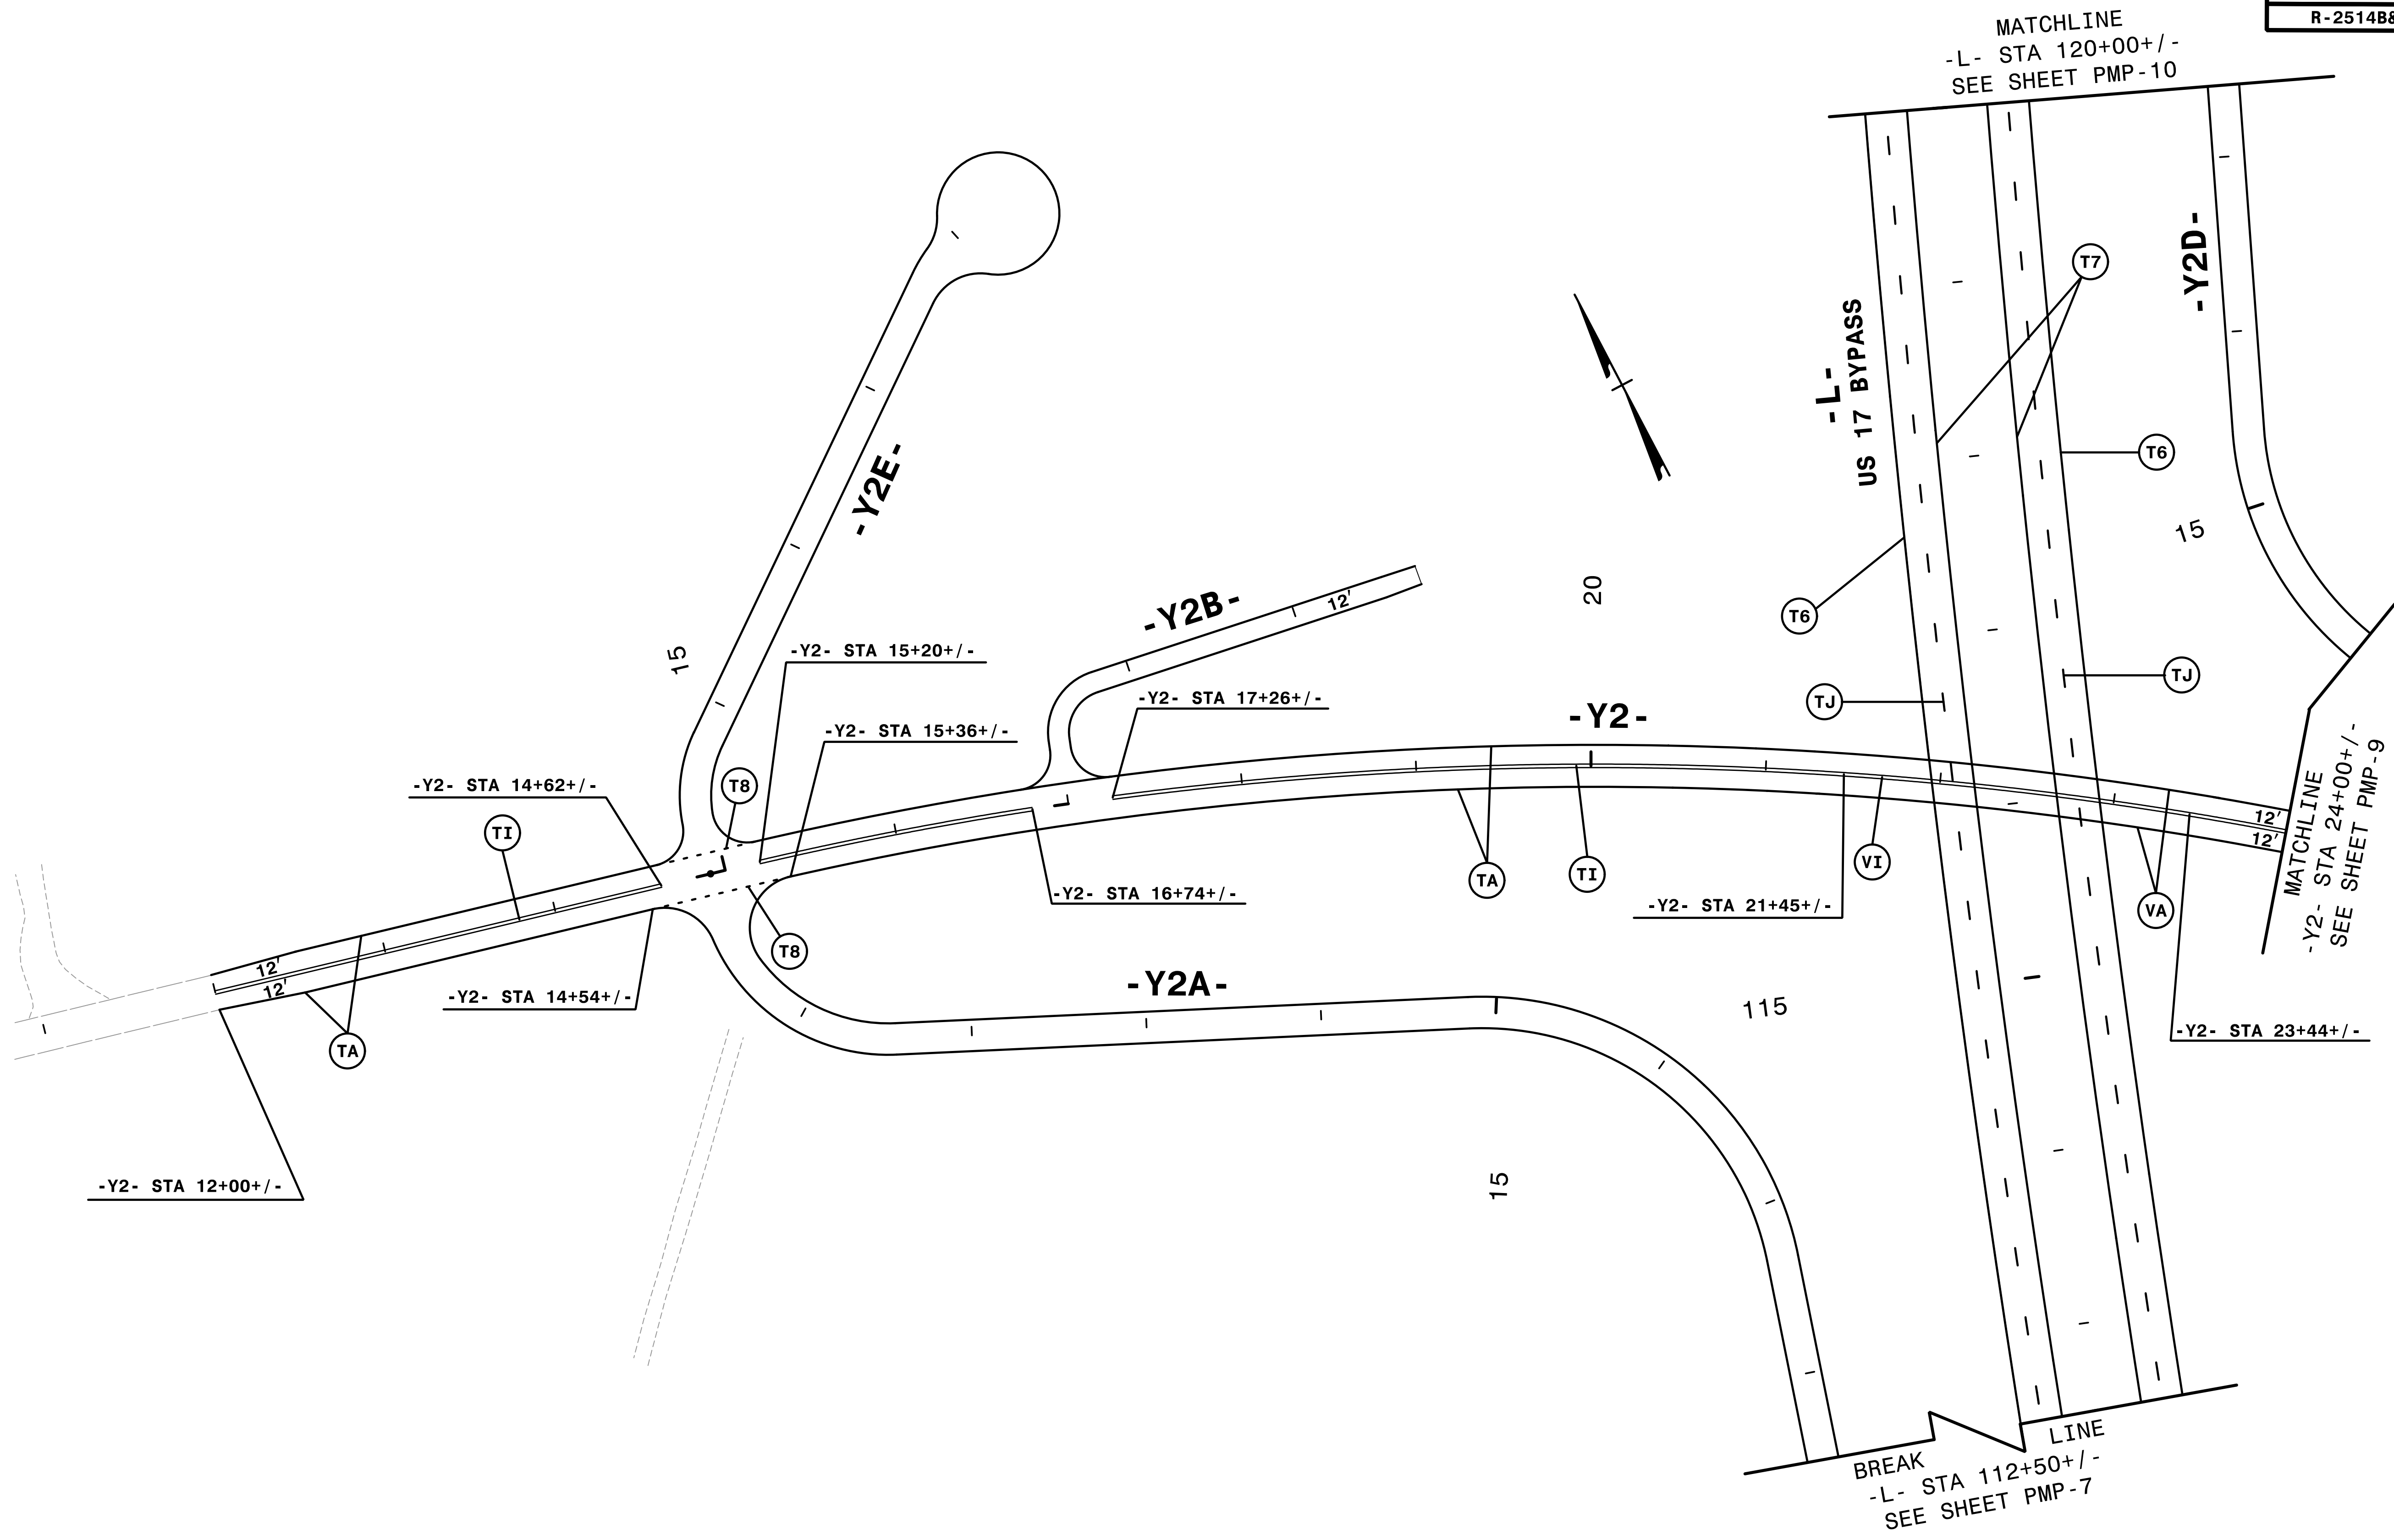 R-2514B&
MATCHLINE
-L- STA 120+00+/-
SEE SHEET PMP-10
T7
-Y2D-
-L-
US 17 BYPASS
T6
-Y2E-
15
20
-Y2B-
12'
T6
15
-Y2- STA 15+20+/-
TJ
TJ
-Y2- STA 17+26+/-
-Y2-
-Y2- STA 15+36+/-
-Y2- STA 14+62+/-
T8
TI
12'
12'
MATCHLINE
-Y2- STA 24+00+/-
SEE SHEET PMP-9
VI
TA
TI
-Y2- STA 16+74+/-
-Y2- STA 21+45+/-
VA
T8
12'
12'
-Y2- STA 14+54+/-
-Y2A-
115
TA
-Y2- STA 23+44+/-
-Y2- STA 12+00+/-
15
BREAK LINE
-L- STA 112+50+/-
SEE SHEET PMP-7